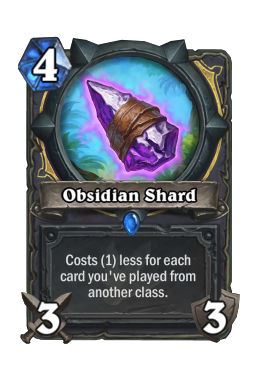 4
Obsidian Shard
Costs (1) less for each
card you've played from
another class.
3 3